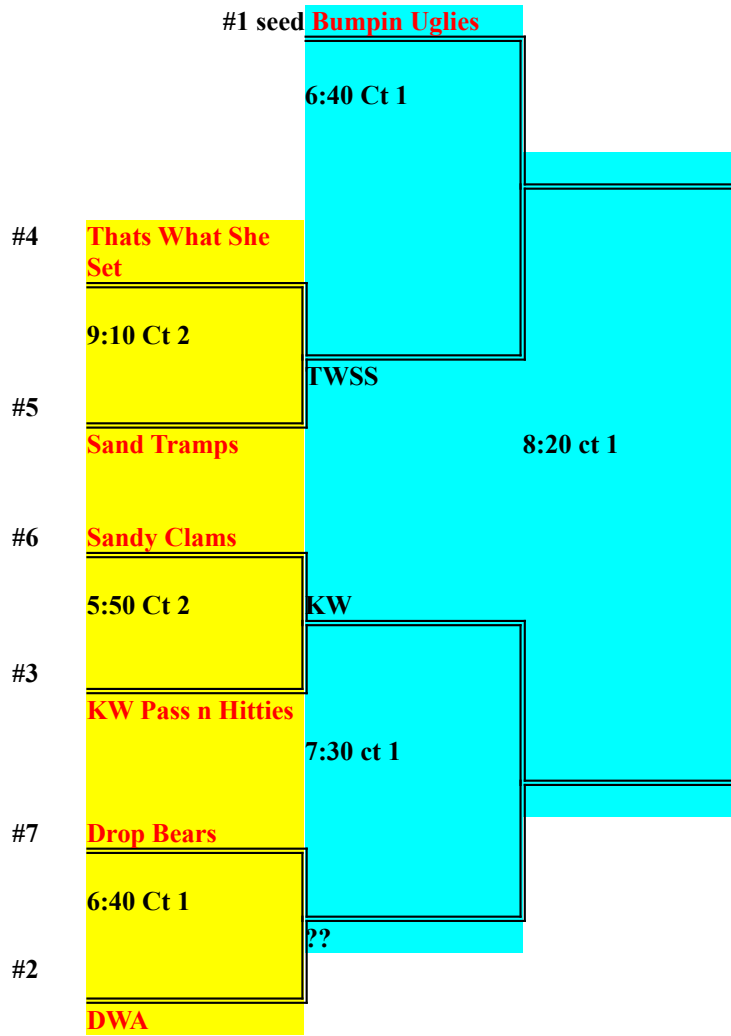 #1 seed Bumpin Uglies
6:40 Ct 1
#4 Thats What She
Set
9:10 Ct 2
TWSS
#5
Sand Tramps
8:20 ct 1
#6 Sandy Clams
5:50 Ct 2
KW
#3
KW Pass n Hitties
7:30 ct 1
#7 Drop Bears
6:40 Ct 1
??
#2
DWA